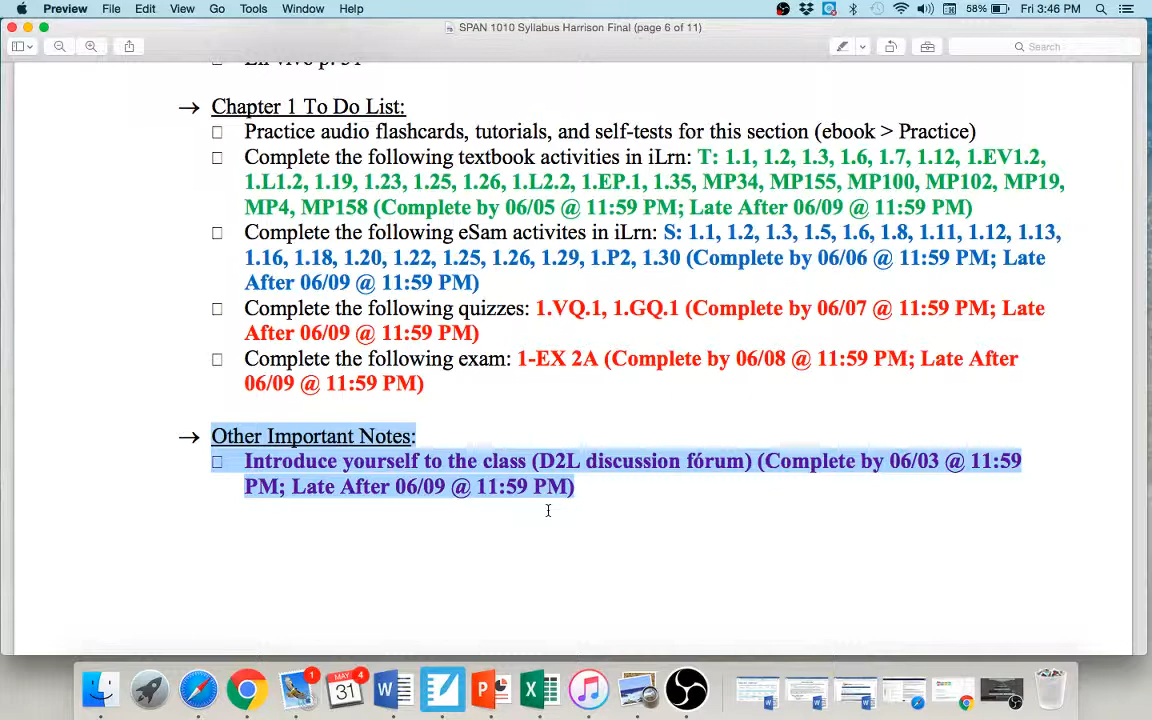 Preview File Edit View Go Tools Window Help 58% Fri 3:46 PM
SPAN 1010 Syllabus Harrison Final (page 6 of 11)
Search
→ Chapter 1 To Do List:
□ Practice audio flashcards, tutorials, and self-tests for this section (ebook > Practice)
□ Complete the following textbook activities in iLrn: T: 1.1, 1.2, 1.3, 1.6, 1.7, 1.12, 1.EV1.2,
1.L1.2, 1.19, 1.23, 1.25, 1.26, 1.L2.2, 1.EP.1, 1.35, MP34, MP155, MP100, MP102, MP19,
MP4, MP158 (Complete by 06/05 @ 11:59 PM; Late After 06/09 @ 11:59 PM)
□ Complete the following eSam activites in iLrn: S: 1.1, 1.2, 1.3, 1.5, 1.6, 1.8, 1.11, 1.12, 1.13,
1.16, 1.18, 1.20, 1.22, 1.25, 1.26, 1.29, 1.P2, 1.30 (Complete by 06/06 @ 11:59 PM; Late
After 06/09 @ 11:59 PM)
□ Complete the following quizzes: 1.VQ.1, 1.GQ.1 (Complete by 06/07 @ 11:59 PM; Late
After 06/09 @ 11:59 PM)
□ Complete the following exam: 1-EX 2A (Complete by 06/08 @ 11:59 PM; Late After
06/09 @ 11:59 PM)
→ Other Important Notes:
□ Introduce yourself to the class (D2L discussion fórum) (Complete by 06/03 @ 11:59
PM; Late After 06/09 @ 11:59 PM)
1 MAY 31 4 W P X